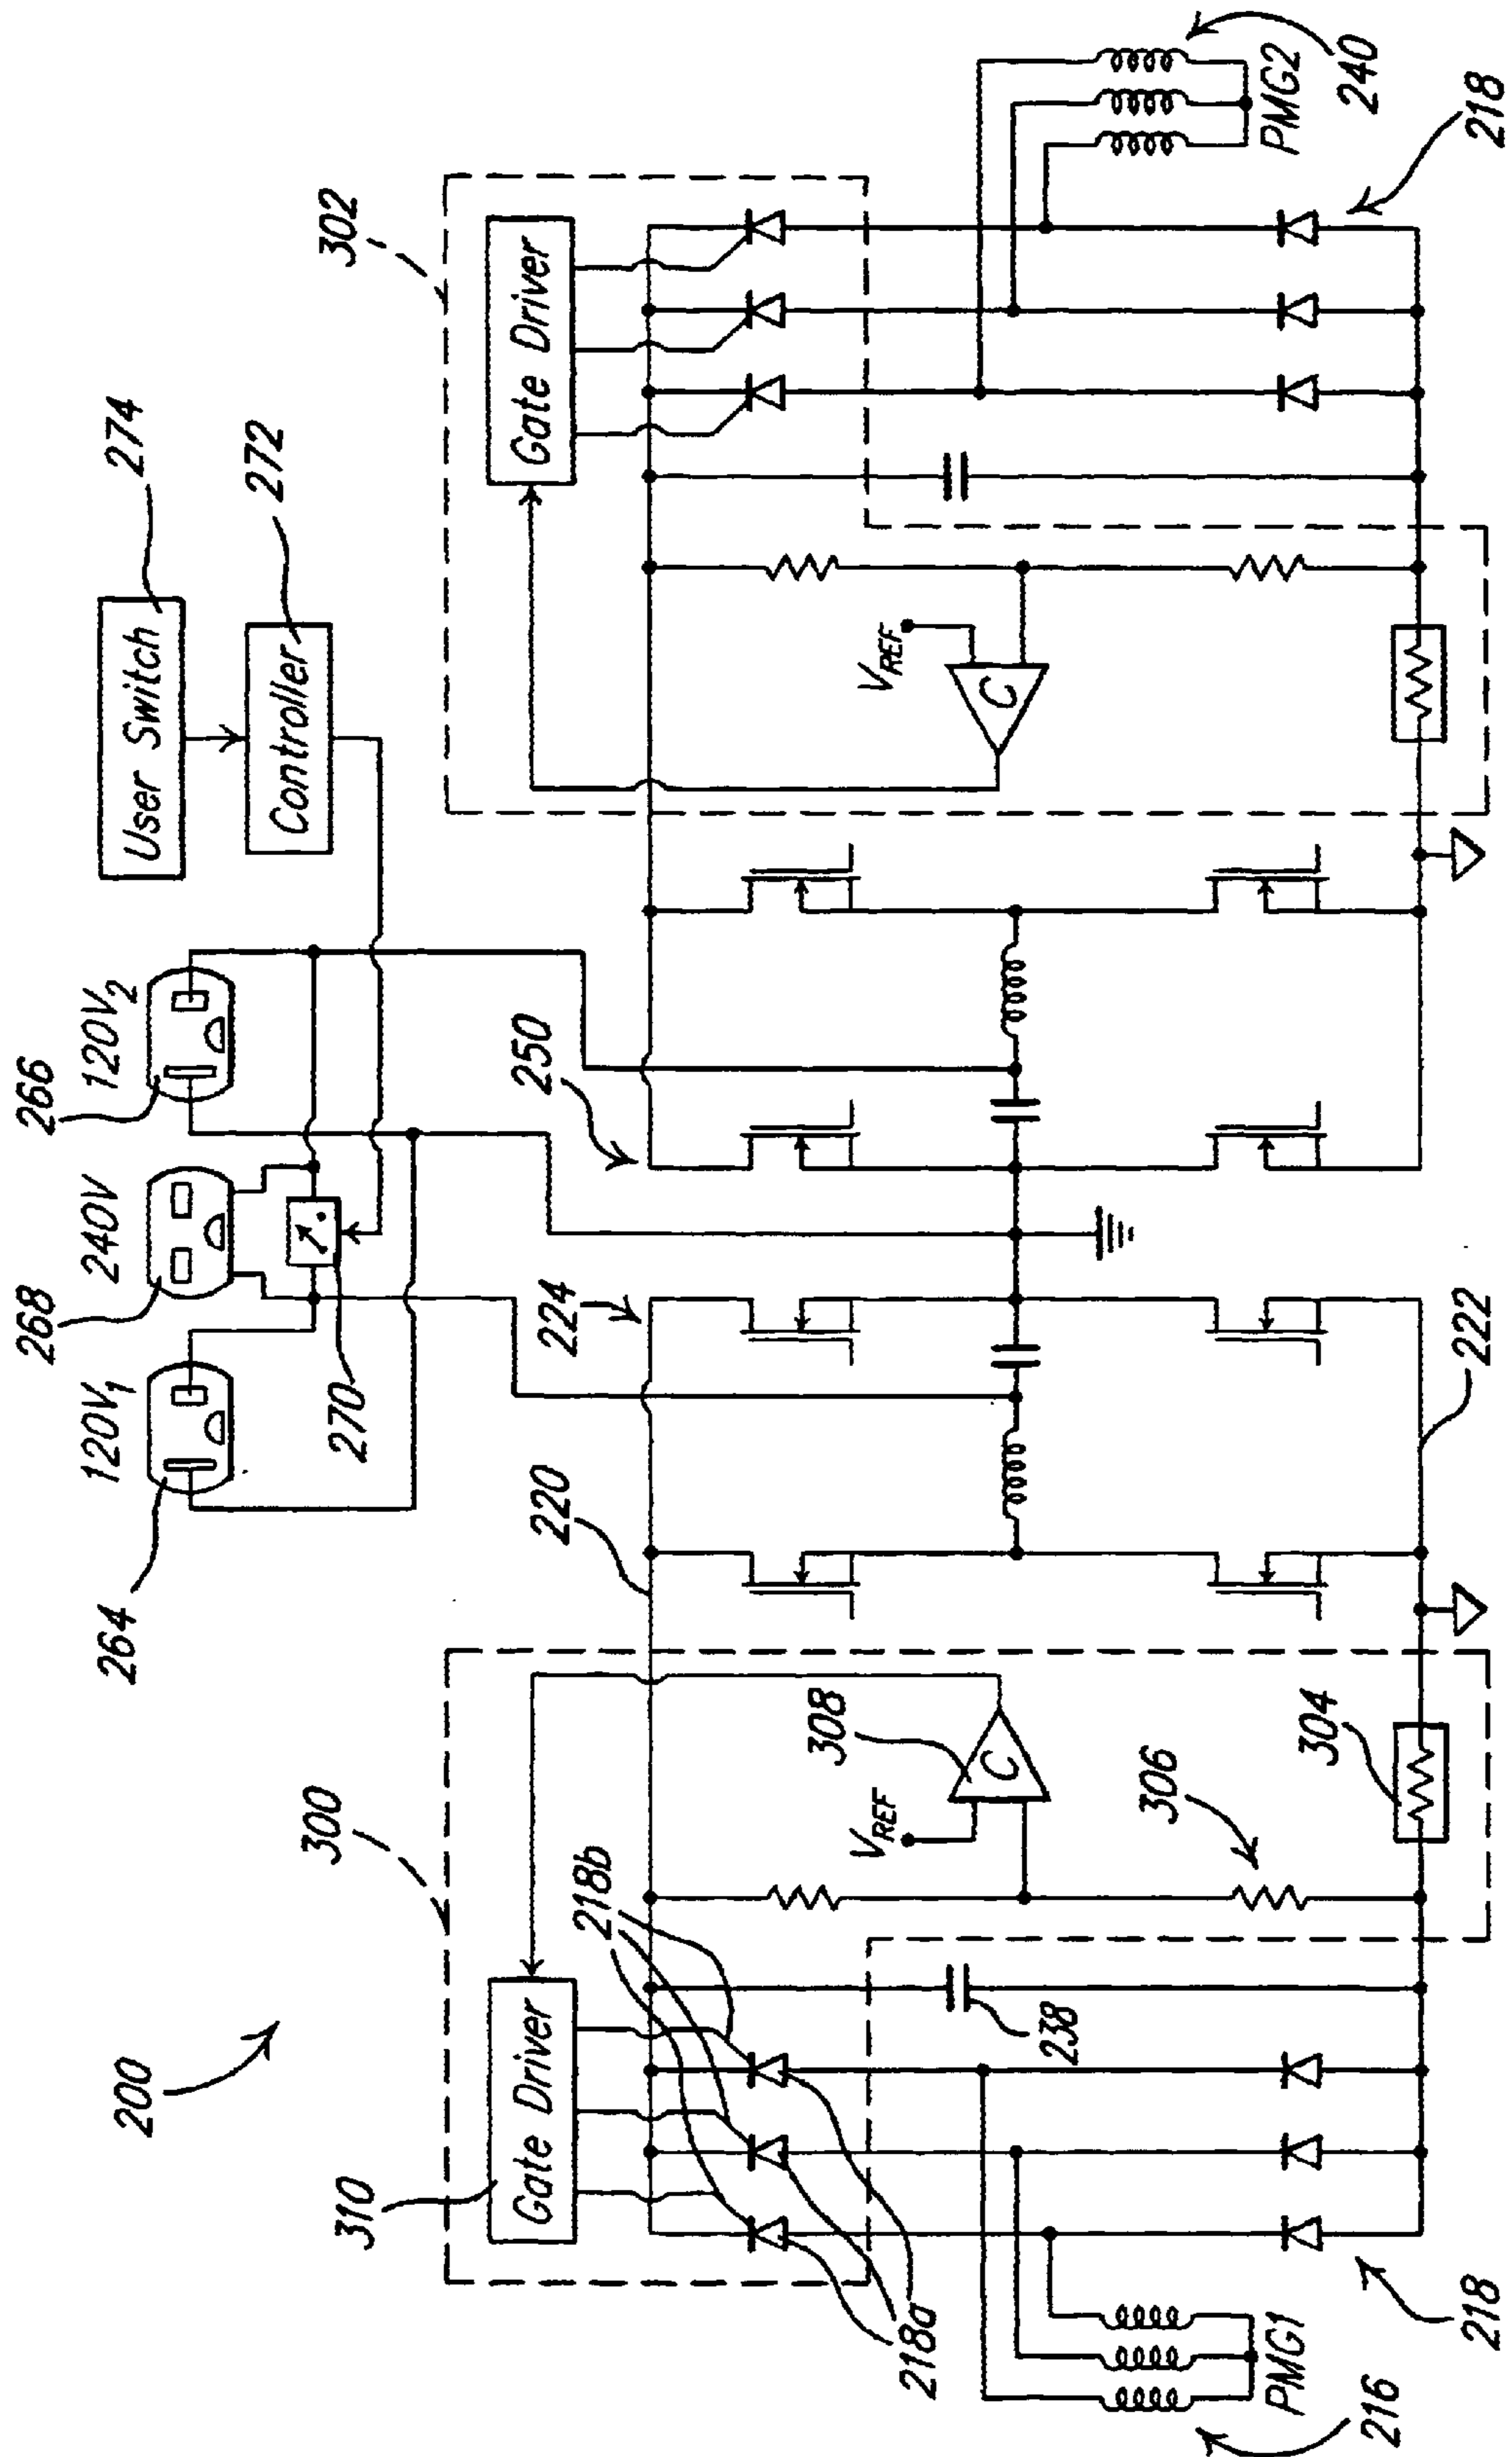 200
310
300
Gate Driver
218b
220
264
120V1
268
240V
266
120V2
270
224
250
User Switch
274
Controller
272
302
Gate Driver
VREF
308
C
306
304
238
218a
218
PMG1
216
222
VREF
C
PMG2
240
218